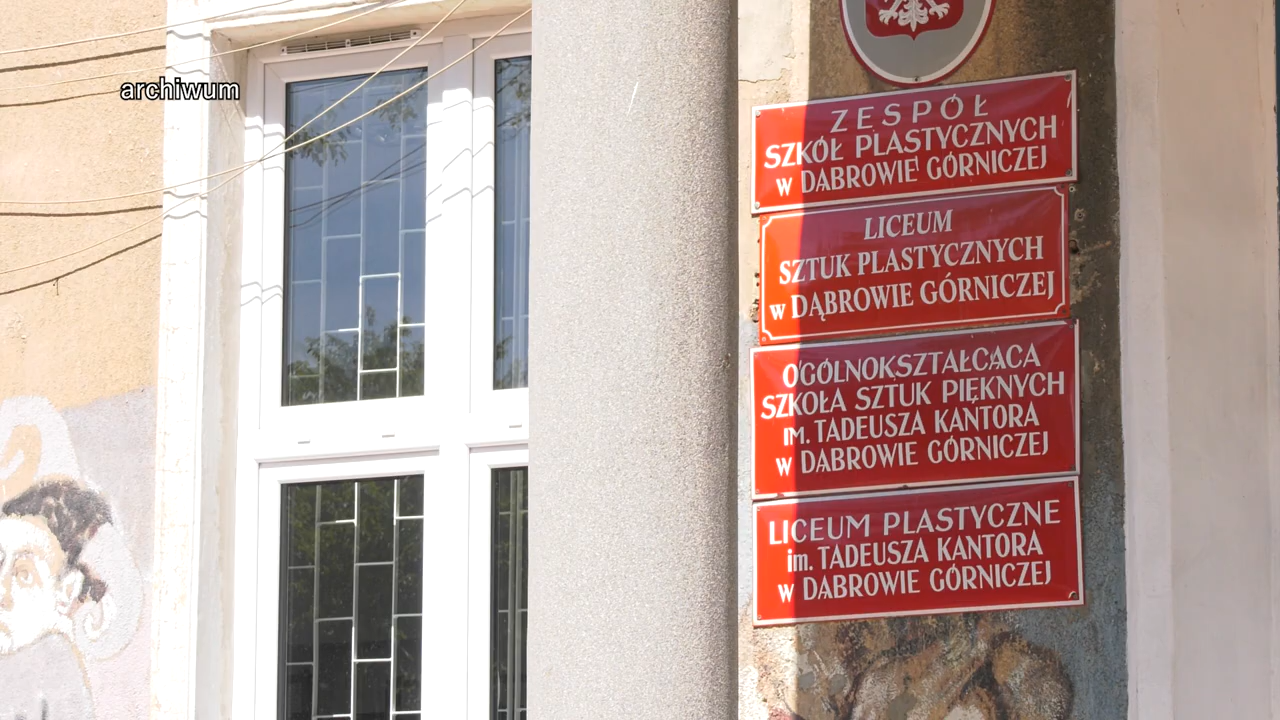 archiwum
ZESPÓŁ
SZKÓŁ PLASTYCZNYCH
w DĄBROWIE GÓRNICZEJ
LICEUM
SZTUK PLASTYCZNYCH
w DĄBROWIE GÓRNICZEJ
OGÓLNOKSZTAŁCĄCA
SZKOŁA SZTUK PIĘKNYCH
IM. TADEUSZA KANTORA
w DĄBROWIE GÓRNICZEJ
LICEUM PLASTYCZNE
im. TADEUSZA KANTORA
w DĄBROWIE GÓRNICZEJ